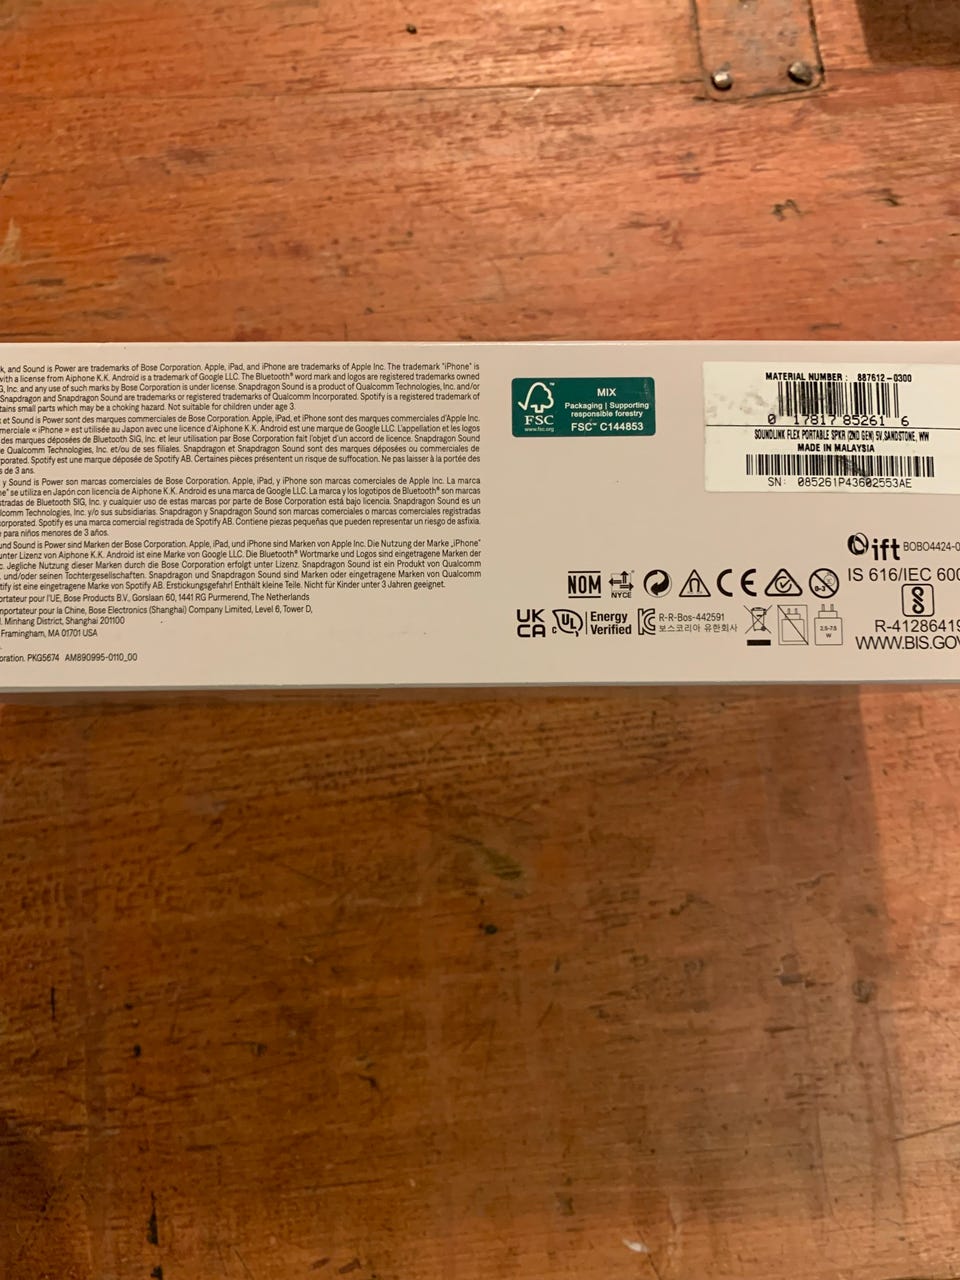 k, and Sound is Power are trademarks of Bose Corporation. Apple, iPad, and iPhone are trademarks of Apple Inc. The trademark "iPhone" is
with a license from Aiphone K.K. Android is a trademark of Google LLC. The Bluetooth® word mark and logos are registered trademarks owned
G, Inc. and any use of such marks by Bose Corporation is under license. Snapdragon Sound is a product of Qualcomm Technologies, Inc. and/or
Snapdragon and Snapdragon Sound are trademarks or registered trademarks of Qualcomm Incorporated. Spotify is a registered trademark of
tains small parts which may be a choking hazard. Not suitable for children under age 3.
et Sound is Power sont des marques commerciales de Bose Corporation. Apple, iPad, et iPhone sont des marques commerciales d'Apple Inc.
merciale « iPhone » est utilisée au Japon avec une licence d'Aiphone K.K. Android est une marque de Google LLC. L'appellation et les logos
des marques déposées de Bluetooth SIG, Inc. et leur utilisation par Bose Corporation fait l'objet d'un accord de licence. Snapdragon Sound
e Qualcomm Technologies, Inc. et/ou de ses filiales. Snapdragon et Snapdragon Sound sont des marques déposées ou commerciales de
porated. Spotify est une marque déposée de Spotify AB. Certaines pièces présentent un risque de suffocation. Ne pas laisser à la portée des
s de 3 ans.
y Sound is Power son marcas comerciales de Bose Corporation. Apple, iPad, y iPhone son marcas comerciales de Apple Inc. La marca
ne" se utiliza en Japón con licencia de Aiphone K.K. Android es una marca de Google LLC. La marca y los logotipos de Bluetooth® son marcas
stradas de Bluetooth SIG, Inc. y cualquier uso de estas marcas por parte de Bose Corporation está bajo licencia. Snapdragon Sound es un
lcomm Technologies, Inc. y/o sus subsidiarias. Snapdragon y Snapdragon Sound son marcas comerciales o marcas comerciales registradas
corporated. Spotify es una marca comercial registrada de Spotify AB. Contiene piezas pequeñas que pueden representar un riesgo de asfixia.
para niños menores de 3 años.
und Sound is Power sind Marken der Bose Corporation. Apple, iPad, und iPhone sind Marken von Apple Inc. Die Nutzung der Marke „iPhone"
unter Lizenz von Aiphone K.K. Android ist eine Marke von Google LLC. Die Bluetooth® Wortmarke und Logos sind eingetragene Marken der
c. Jegliche Nutzung dieser Marken durch die Bose Corporation erfolgt unter Lizenz. Snapdragon Sound ist ein Produkt von Qualcomm
und/oder seinen Tochtergesellschaften. Snapdragon und Snapdragon Sound sind Marken oder eingetragene Marken von Qualcomm
tify ist eine eingetragene Marke von Spotify AB. Erstickungsgefahr! Enthält kleine Teile. Nicht für Kinder unter 3 Jahren geeignet.
ortateur pour l'UE, Bose Products B.V., Gorslaan 60, 1441 RG Purmerend, The Netherlands
mportateur pour la Chine, Bose Electronics (Shanghai) Company Limited, Level 6, Tower D,
Minhang District, Shanghai 200100
Framingham, MA 01701 USA
oration. PKG5674 AM890995-0110_00
FSC
www.fsc.org
MIX
Packaging | Supporting
responsible forestry
FSC™ C144853
MATERIAL NUMBER : 887612-0300
0 17817 85261 6
SOUNDLINK FLEX PORTABLE SPKR (2ND GEN) 5V,SANDSTONE, WW
MADE IN MALAYSIA
SN: 085261P43602553AE
ift BOBO4424-0
NOM NYCE CE 0-3 IS 616/IEC 600
UK
CA
c UL Energy
Verified
R-R-Bos-442591
보스코리아 유한회사
2.5-7.5
W
R-41286419
WWW.BIS.GOV